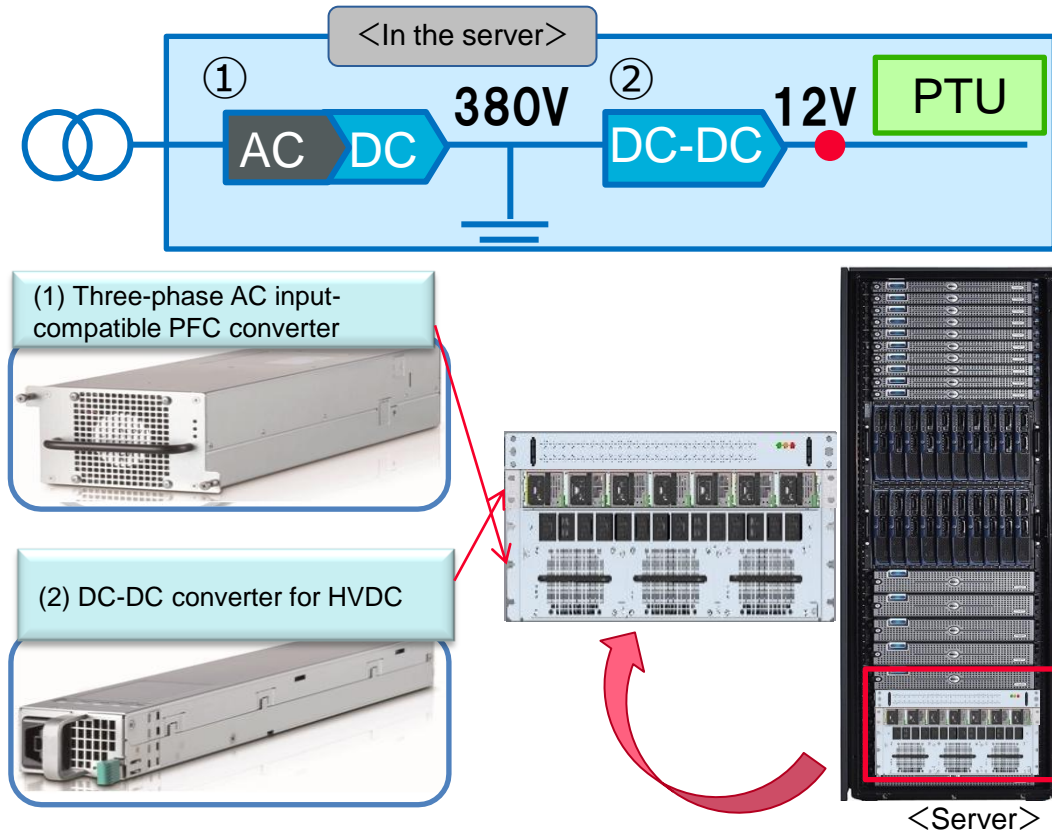 ＜In the server＞
①
②
380V
12V
PTU
AC
DC
DC-DC
(1) Three-phase AC input-
compatible PFC converter
(2) DC-DC converter for HVDC
＜Server＞